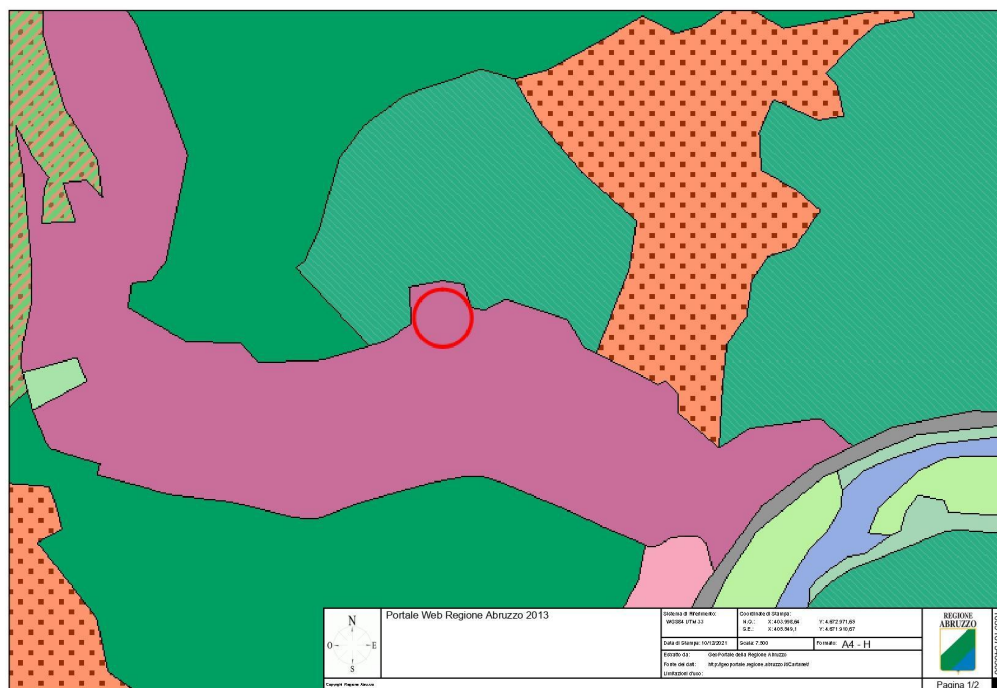 N
O
E
S
Portale Web Regione Abruzzo 2013
Sistema di Riferimento:
WGS84 UTM 33
Coordinate di Stampa:
N.O.:
S.E.:
Data di Stampa: 10/12/2021
Scala: 7.500
Formato: A4 - H
Estratto da: GeoPortale della Regione Abruzzo
Fonte dei dati:
Limitazioni d'uso:
Copyright Regione Abruzzo
REGIONE
ABRUZZO
Pagina 1/2